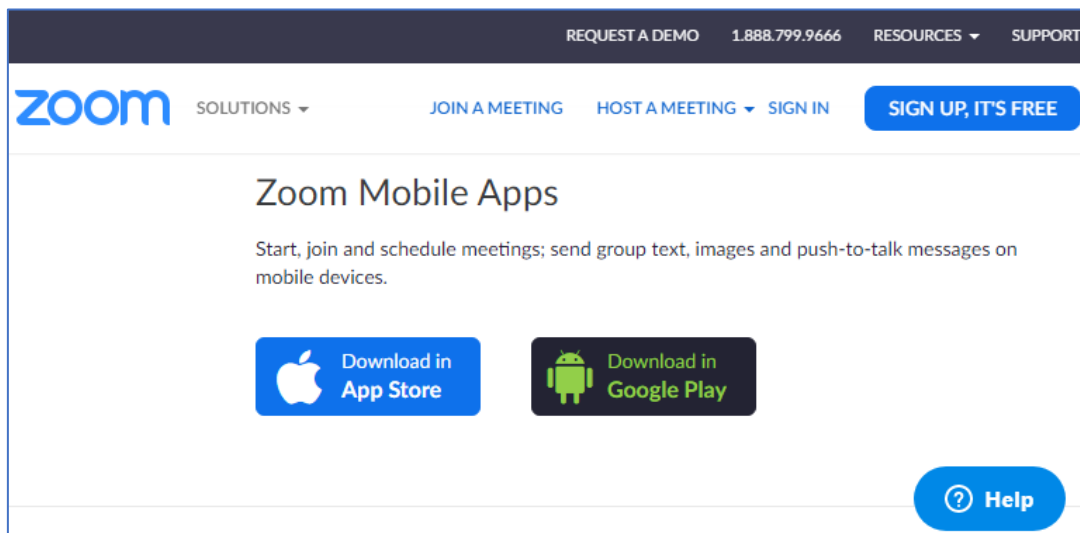 REQUEST A DEMO 1.888.799.9666 RESOURCES SUPPORT
zoom SOLUTIONS JOIN A MEETING HOST A MEETING SIGN IN SIGN UP, IT'S FREE
Zoom Mobile Apps
Start, join and schedule meetings; send group text, images and push-to-talk messages on
mobile devices.
Download in
App Store
Download in
Google Play
? Help